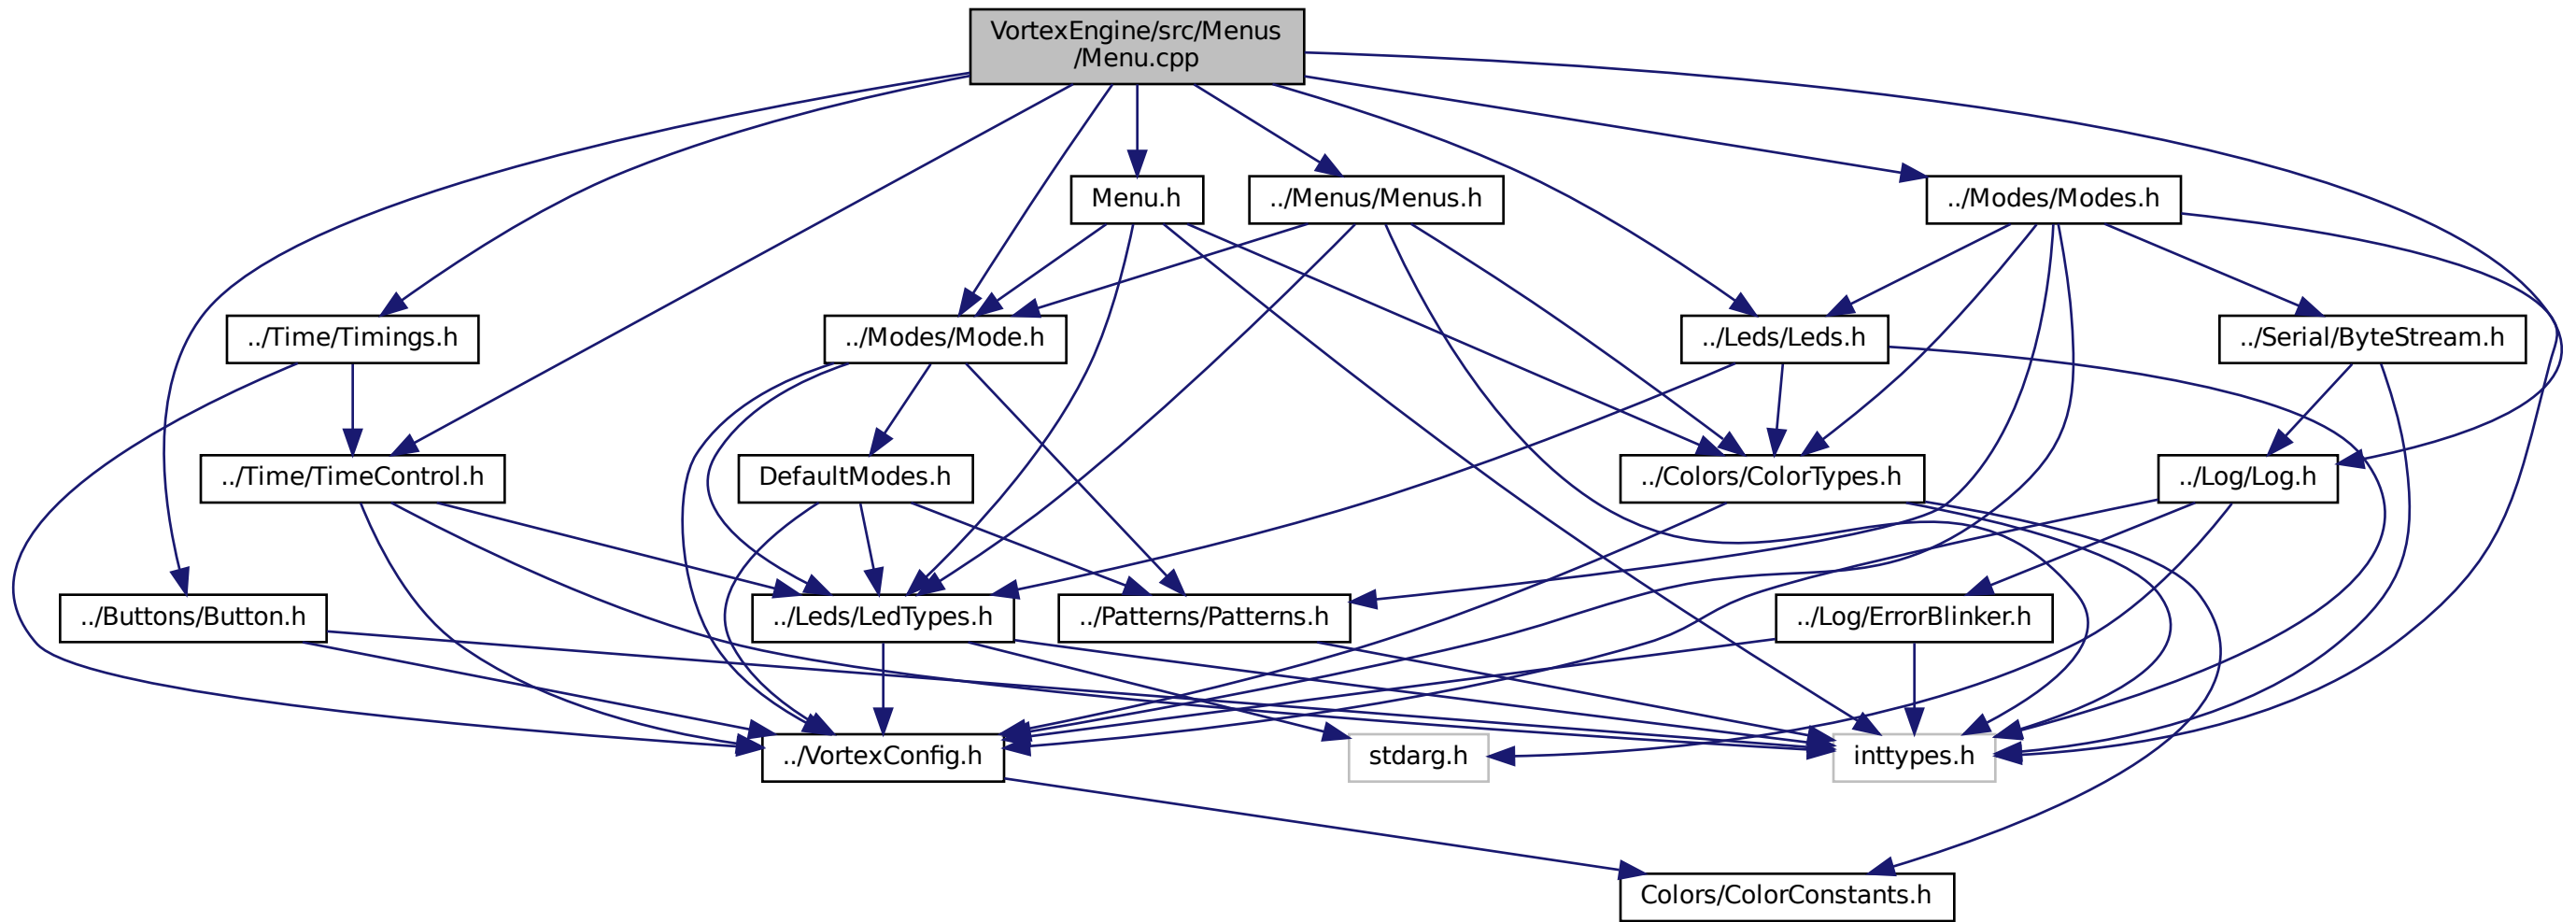 VortexEngine/src/Menus
/Menu.cpp
Menu.h
../Menus/Menus.h
../Modes/Modes.h
../Time/Timings.h
../Modes/Mode.h
../Leds/Leds.h
../Serial/ByteStream.h
../Time/TimeControl.h
DefaultModes.h
../Colors/ColorTypes.h
../Log/Log.h
../Buttons/Button.h
../Leds/LedTypes.h
../Patterns/Patterns.h
../Log/ErrorBlinker.h
../VortexConfig.h
stdarg.h
inttypes.h
Colors/ColorConstants.h